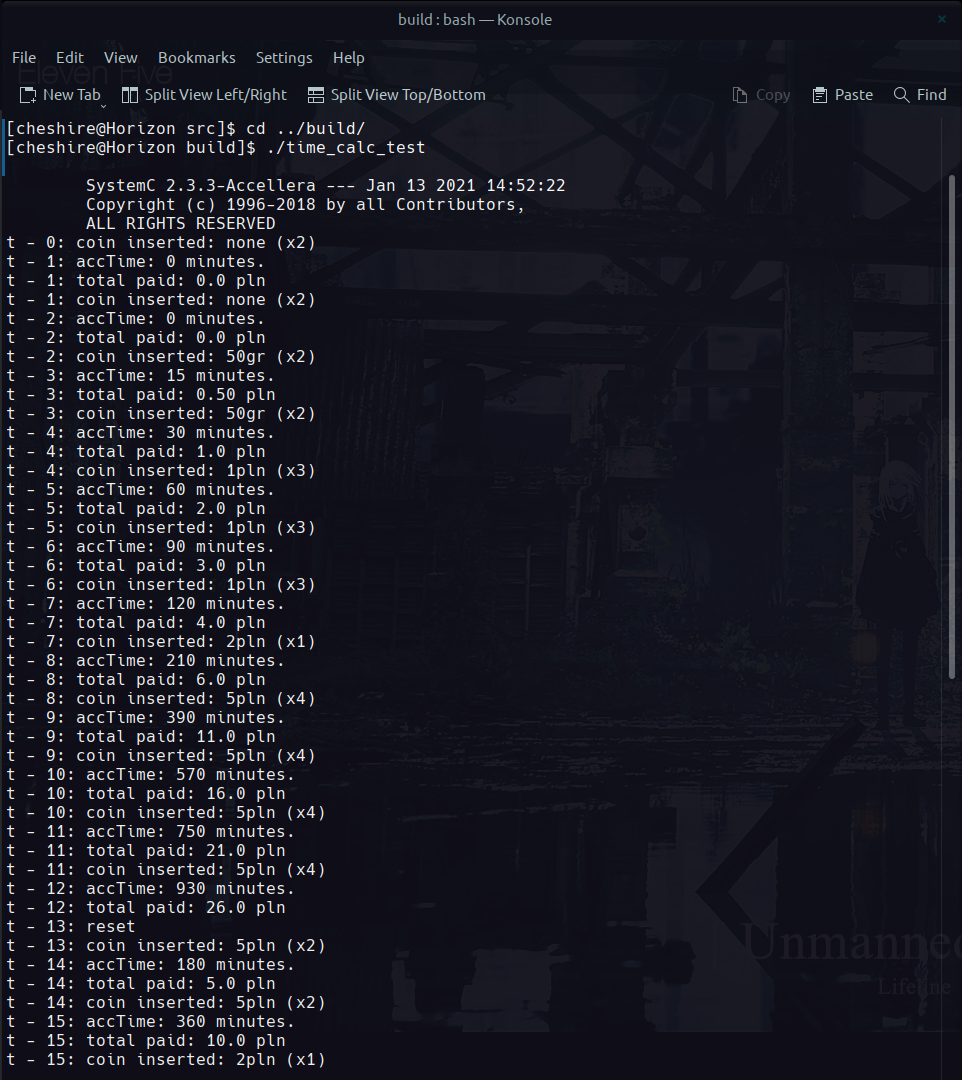 build : bash — Konsole
File Edit View Bookmarks Settings Help
Eleven Five
New Tab Split View Left/Right Split View Top/Bottom Copy Paste Find
[cheshire@Horizon src]$ cd ../build/
[cheshire@Horizon build]$ ./time_calc_test
SystemC 2.3.3-Accellera --- Jan 13 2021 14:52:22
Copyright (c) 1996-2018 by all Contributors,
ALL RIGHTS RESERVED
t - 0: coin inserted: none (x2)
t - 1: accTime: 0 minutes.
t - 1: total paid: 0.0 pln
t - 1: coin inserted: none (x2)
t - 2: accTime: 0 minutes.
t - 2: total paid: 0.0 pln
t - 2: coin inserted: 50gr (x2)
t - 3: accTime: 15 minutes.
t - 3: total paid: 0.50 pln
t - 3: coin inserted: 50gr (x2)
t - 4: accTime: 30 minutes.
t - 4: total paid: 1.0 pln
t - 4: coin inserted: 1pln (x3)
t - 5: accTime: 60 minutes.
t - 5: total paid: 2.0 pln
t - 5: coin inserted: 1pln (x3)
t - 6: accTime: 90 minutes.
t - 6: total paid: 3.0 pln
t - 6: coin inserted: 1pln (x3)
t - 7: accTime: 120 minutes.
t - 7: total paid: 4.0 pln
t - 7: coin inserted: 2pln (x1)
t - 8: accTime: 210 minutes.
t - 8: total paid: 6.0 pln
t - 8: coin inserted: 5pln (x4)
t - 9: accTime: 390 minutes.
t - 9: total paid: 11.0 pln
t - 9: coin inserted: 5pln (x4)
t - 10: accTime: 570 minutes.
t - 10: total paid: 16.0 pln
t - 10: coin inserted: 5pln (x4)
t - 11: accTime: 750 minutes.
t - 11: total paid: 21.0 pln
t - 11: coin inserted: 5pln (x4)
t - 12: accTime: 930 minutes.
t - 12: total paid: 26.0 pln
t - 13: reset
t - 13: coin inserted: 5pln (x2)
t - 14: accTime: 180 minutes.
t - 14: total paid: 5.0 pln
t - 14: coin inserted: 5pln (x2)
t - 15: accTime: 360 minutes.
t - 15: total paid: 10.0 pln
t - 15: coin inserted: 2pln (x1)
Unmanned
Lifeline